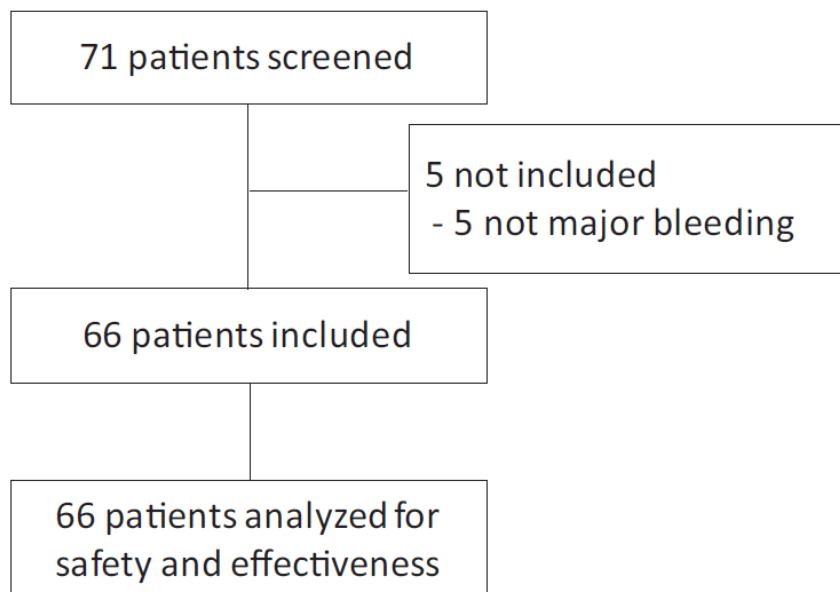 71 patients screened
5 not included
- 5 not major bleeding
66 patients included
66 patients analyzed for
safety and effectiveness